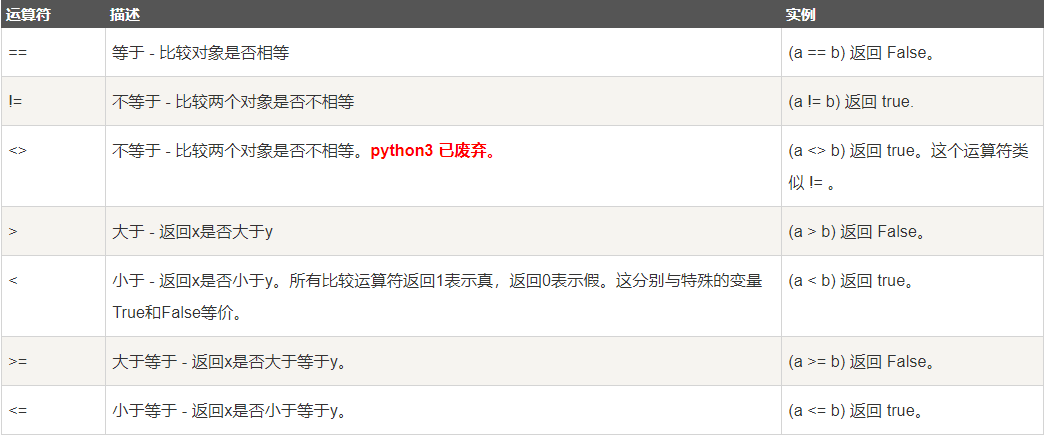 运算符 描述 实例
== 等于 - 比较对象是否相等 (a == b) 返回 False。
!= 不等于 - 比较两个对象是否不相等 (a != b) 返回 true.
<> 不等于 - 比较两个对象是否不相等。python3 已废弃。 (a <> b) 返回 true。这个运算符类
似 != 。
> 大于 - 返回x是否大于y (a > b) 返回 False。
< 小于 - 返回x是否小于y。所有比较运算符返回1表示真，返回0表示假。这分别与特殊的变量 (a < b) 返回 true。
True和False等价。
>= 大于等于 - 返回x是否大于等于y。 (a >= b) 返回 False。
<= 小于等于 - 返回x是否小于等于y。 (a <= b) 返回 true。